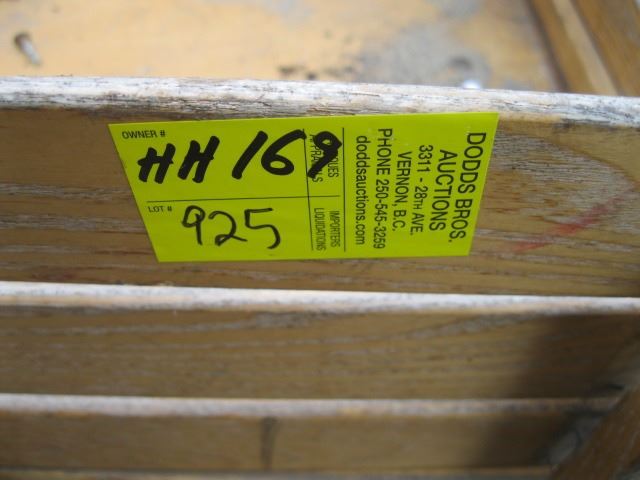 OWNER #
HH 169
LOT #
925
APPRAISALS
IMPORTERS
LIQUIDATIONS
DODDS BROS.
AUCTIONS
3311 - 28TH AVE.
VERNON, B.C.
PHONE 250-545-3259
doddsauctions.com